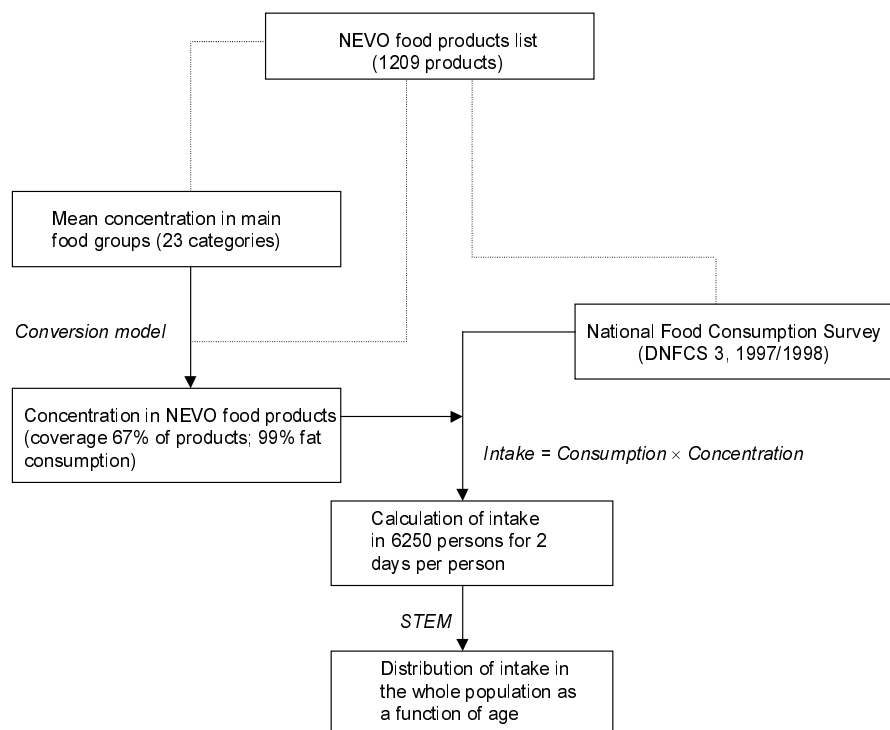 NEVO food products list
(1209 products)
Mean concentration in main
food groups (23 categories)
Conversion model
National Food Consumption Survey
(DNFCS 3, 1997/1998)
Concentration in NEVO food products
(coverage 67% of products; 99% fat
consumption)
Intake = Consumption × Concentration
Calculation of intake
in 6250 persons for 2
days per person
STEM
Distribution of intake in
the whole population as
a function of age